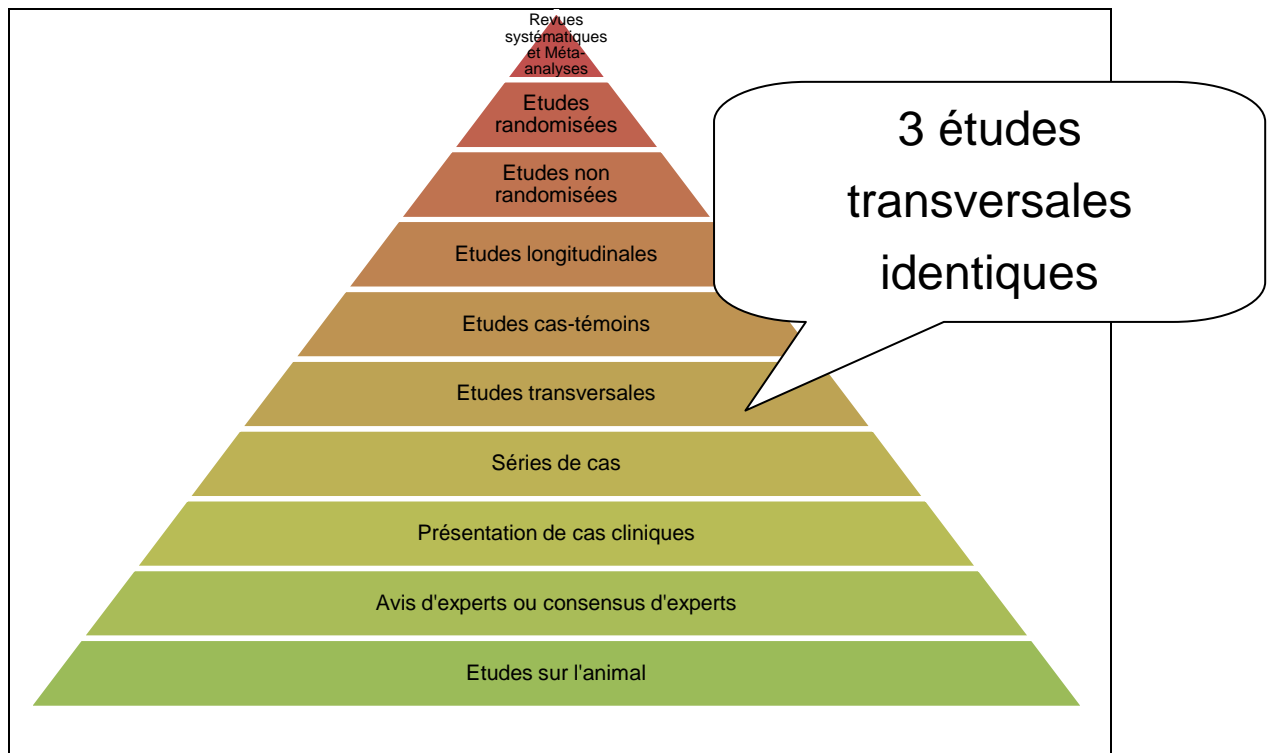 Revues
systématiques
et Méta-
analyses
Etudes
randomisées
Etudes non
randomisées
Etudes longitudinales
Etudes cas-témoins
Etudes transversales
Séries de cas
Présentation de cas cliniques
Avis d'experts ou consensus d'experts
Etudes sur l'animal
3 études
transversales
identiques